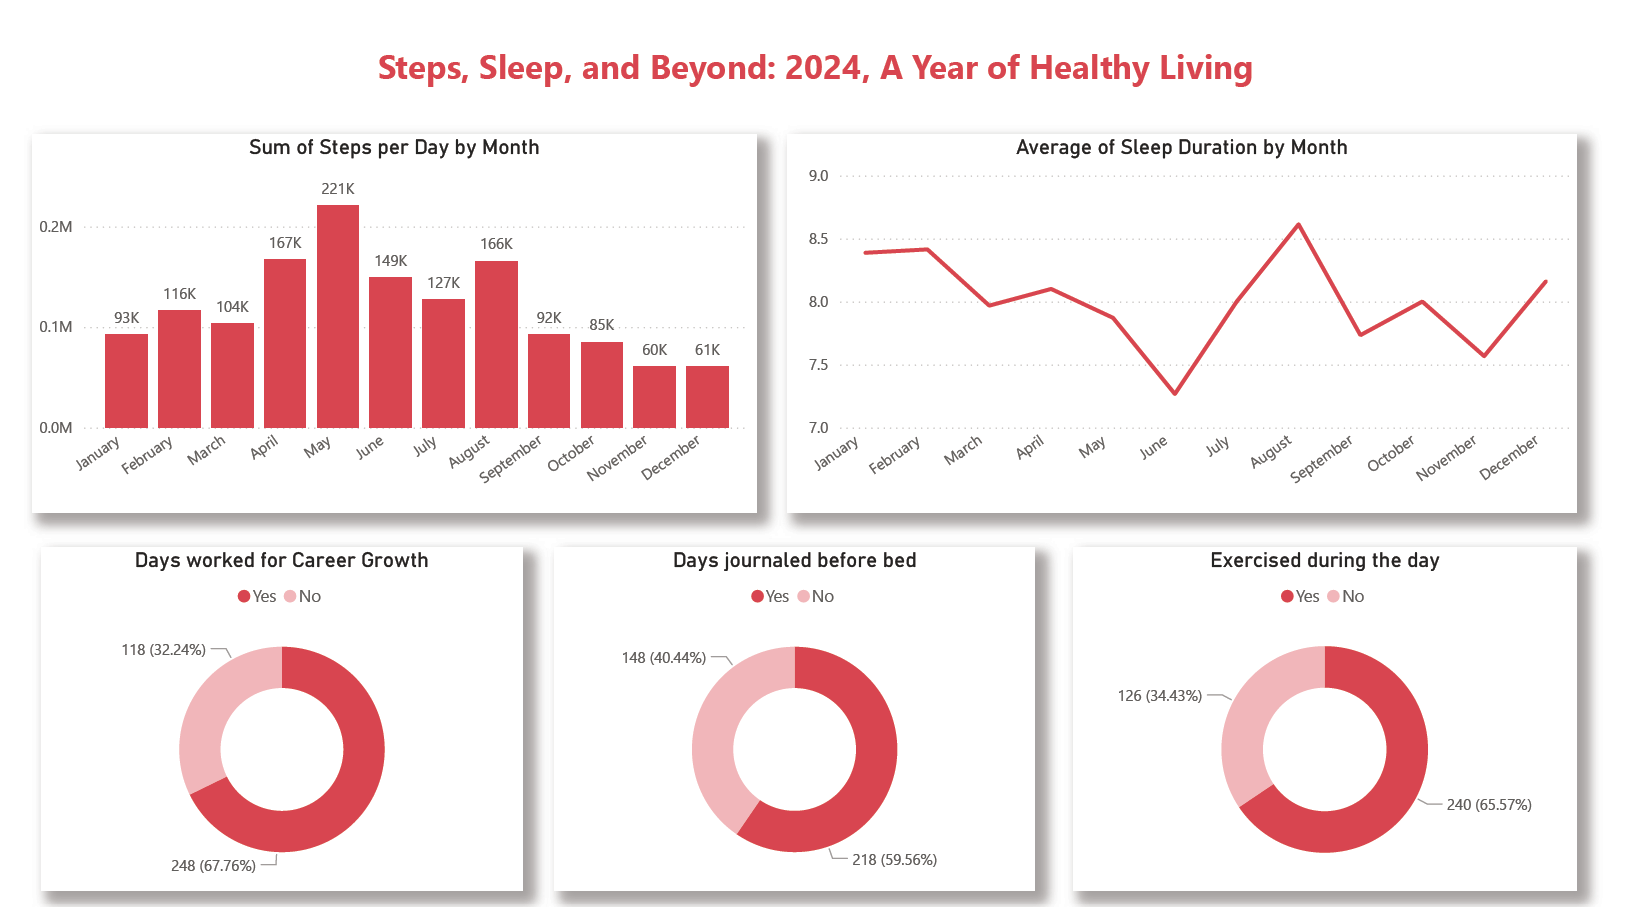 Steps, Sleep, and Beyond: 2024, A Year of Healthy Living
Sum of Steps per Day by Month
0.2M
0.1M
0.0M
93K
116K
104K
167K
221K
149K
127K
166K
92K
85K
60K
61K
January
February
March
April
May
June
July
August
September
October
November
December
Average of Sleep Duration by Month
9.0
8.5
8.0
7.5
7.0
January
February
March
April
May
June
July
August
September
October
November
December
Days worked for Career Growth
Yes No
118 (32.24%)
248 (67.76%)
Days journaled before bed
Yes No
148 (40.44%)
218 (59.56%)
Exercised during the day
Yes No
126 (34.43%)
240 (65.57%)